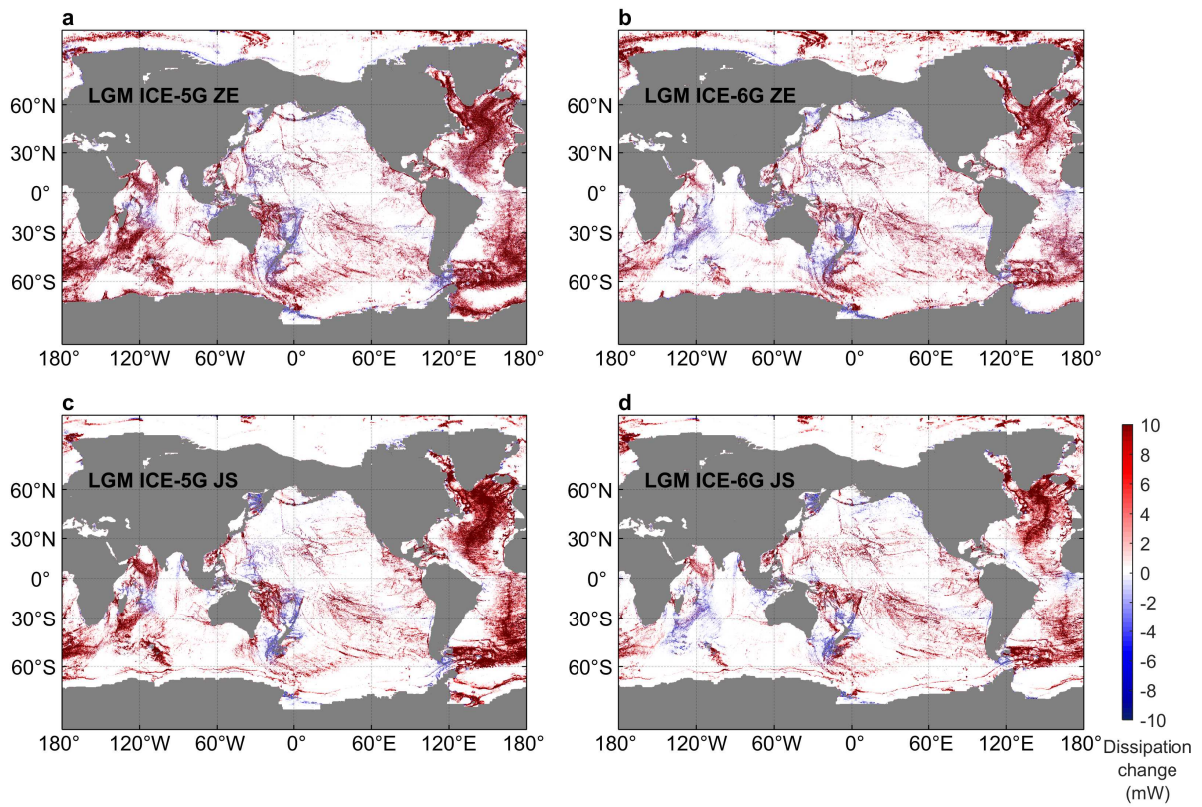 a
b
LGM ICE-5G ZE
LGM ICE-6G ZE
60°N
30°N
0°
30°S
60°S
180°
120°W
60°W
0°
60°E
120°E
180°
60°N
30°N
0°
30°S
60°S
180°
120°W
60°W
0°
60°E
120°E
180°
c
d
LGM ICE-5G JS
LGM ICE-6G JS
60°N
30°N
0°
30°S
60°S
180°
120°W
60°W
0°
60°E
120°E
180°
60°N
30°N
0°
30°S
60°S
180°
120°W
60°W
0°
60°E
120°E
180°
10
8
6
4
2
0
-2
-4
-6
-8
-10
Dissipation
change
(mW)